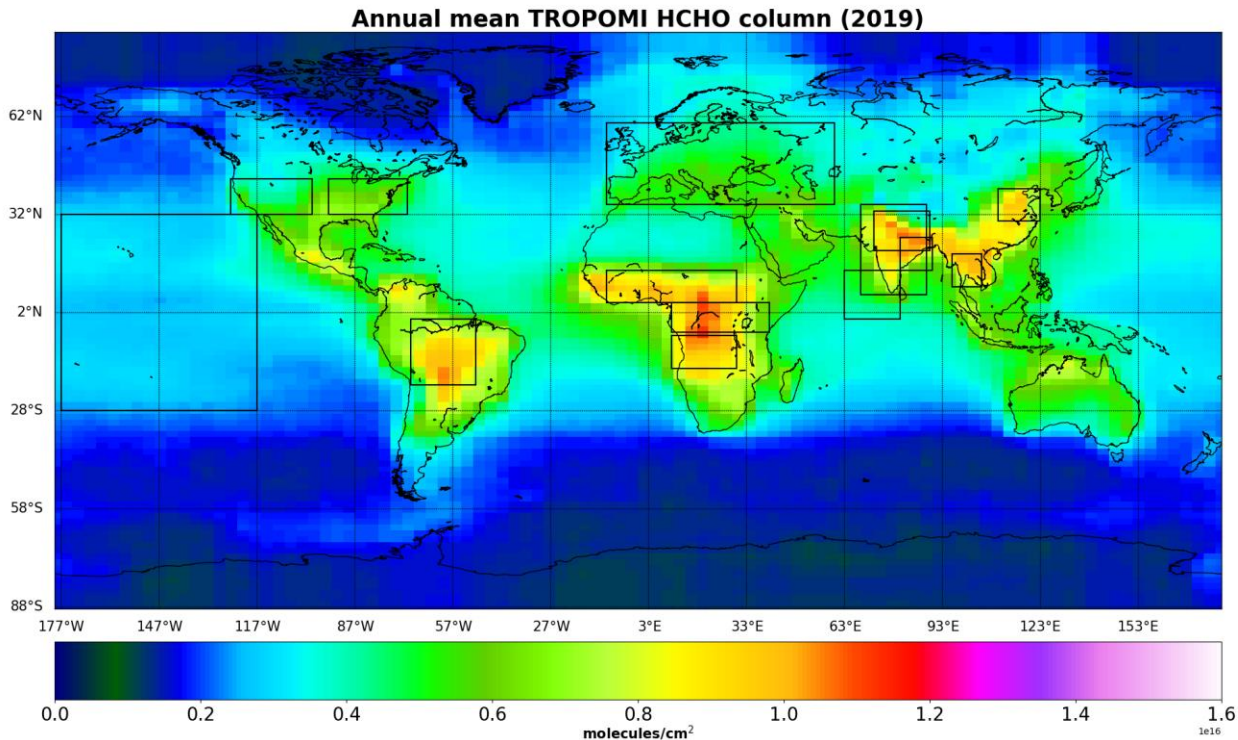 Annual mean TROPOMI HCHO column (2019)
62°N
32°N
2°N
28°S
58°S
88°S
177°W 147°W 117°W 87°W 57°W 27°W 3°E 33°E 63°E 93°E 123°E 153°E
0.0 0.2 0.4 0.6 0.8 1.0 1.2 1.4 1.6
molecules/cm² 1e16